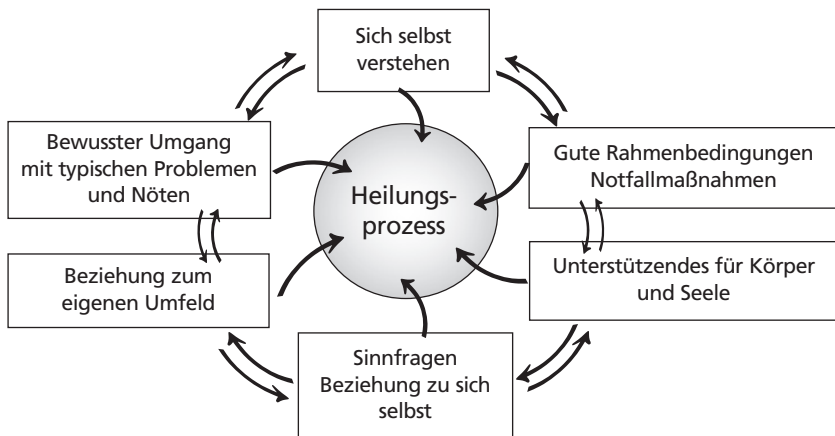 Sich selbst
verstehen
Bewusster Umgang
mit typischen Problemen
und Nöten
Gute Rahmenbedingungen
Notfallmaßnahmen
Heilungs-
prozess
Beziehung zum
eigenen Umfeld
Unterstützendes für Körper
und Seele
Sinnfragen
Beziehung zu sich
selbst